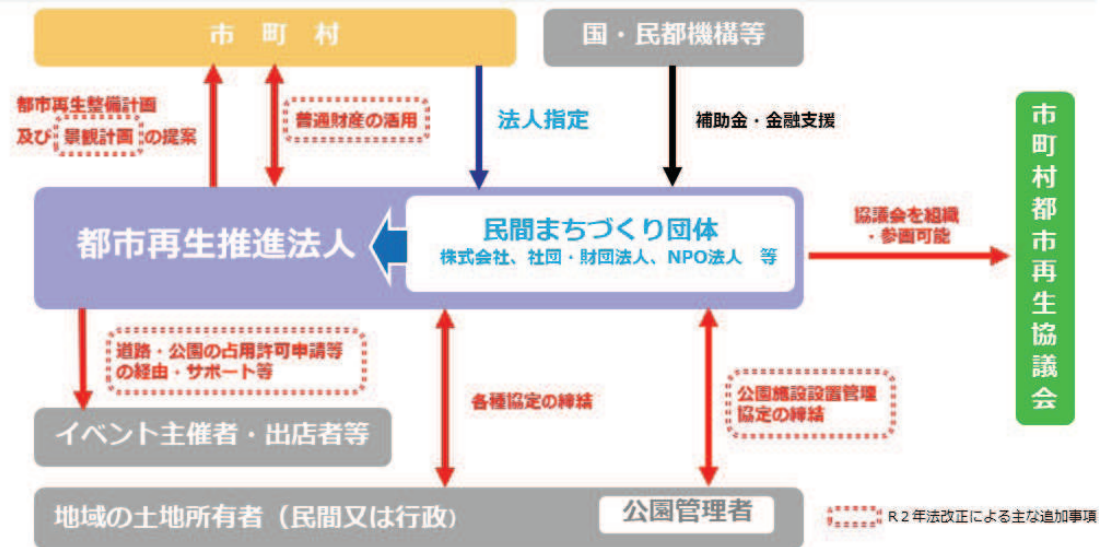 市町村
国・民都機構等
都市再生整備計画
及び 景観計画 の提案
普通財産の活用
法人指定
補助金・金融支援
都市再生推進法人
民間まちづくり団体
株式会社、社団・財団法人、NPO法人 等
協議会を組織
・参画可能
市町村都市再生協議会
道路・公園の占用許可申請等
の経由・サポート等
各種協定の締結
公園施設設置管理
協定の締結
イベント主催者・出店者等
地域の土地所有者（民間又は行政）
公園管理者
R2年法改正による主な追加事項